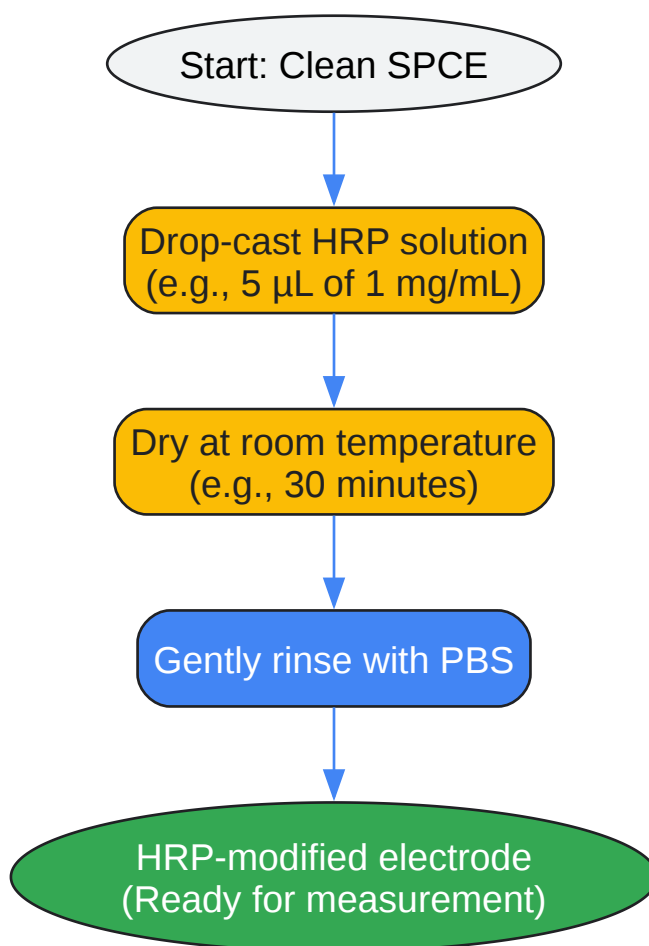 Start: Clean SPCE
Drop-cast HRP solution
(e.g., 5 µL of 1 mg/mL)
Dry at room temperature
(e.g., 30 minutes)
Gently rinse with PBS
HRP-modified electrode
(Ready for measurement)